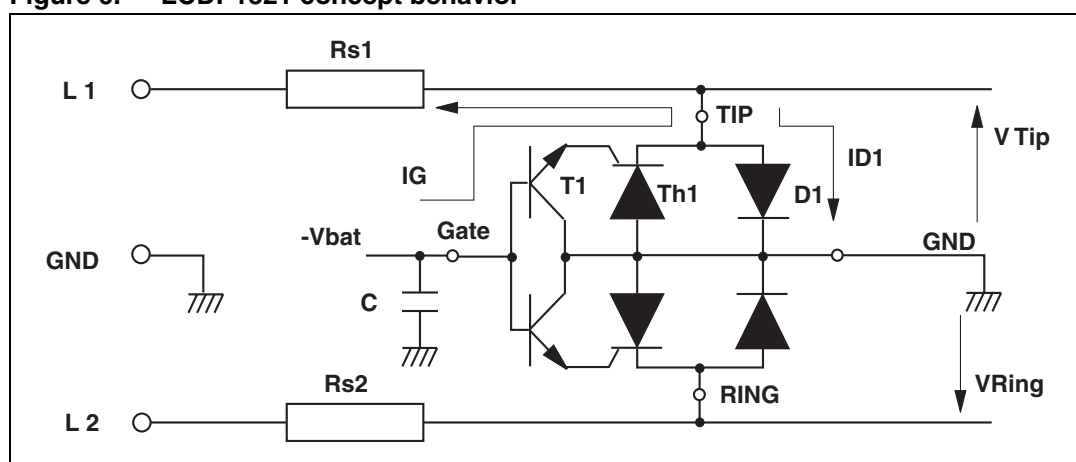 Rs1
L 1
TIP
V Tip
IG
T1
Th1
D1
ID1
-Vbat
Gate
GND
GND
C
Rs2
RING
VRing
L 2